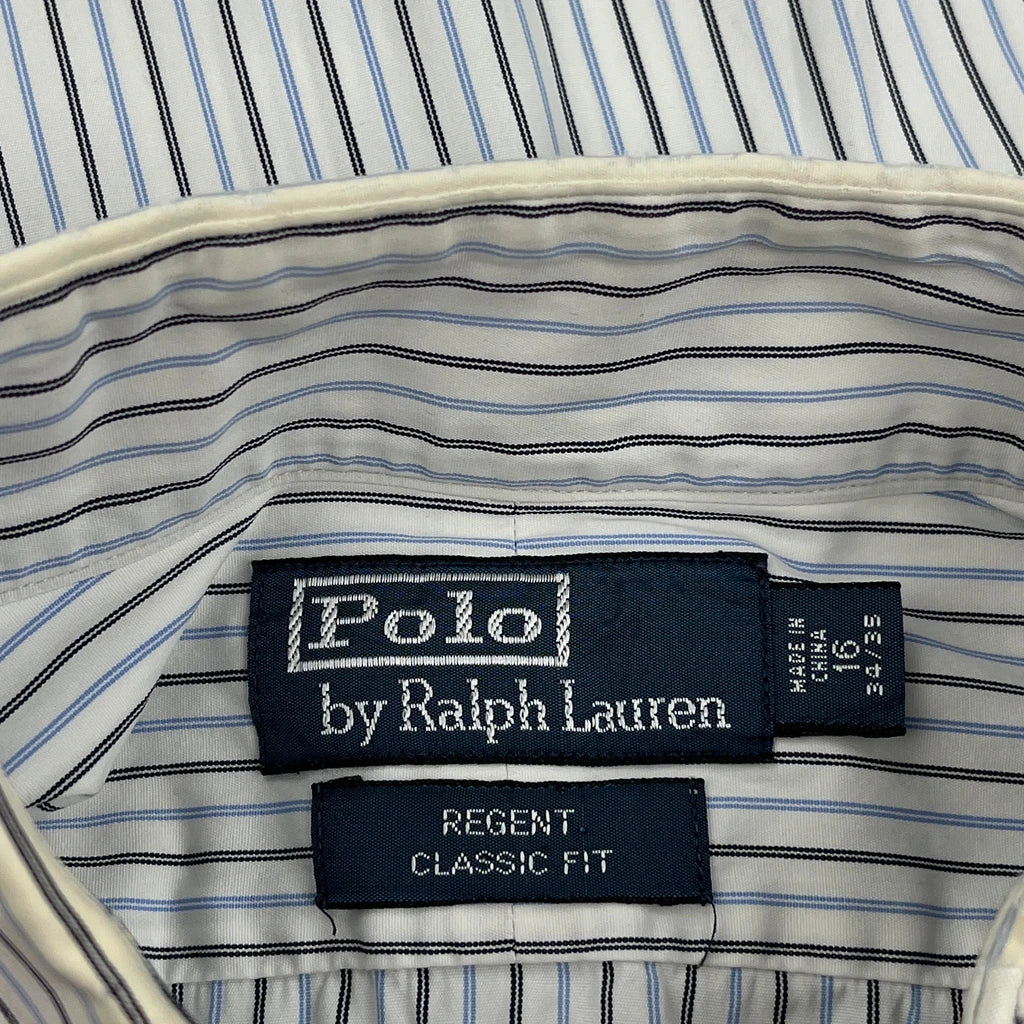 Polo
by Ralph Lauren
MADE IN
CHINA
16
34/35
REGENT
CLASSIC FIT